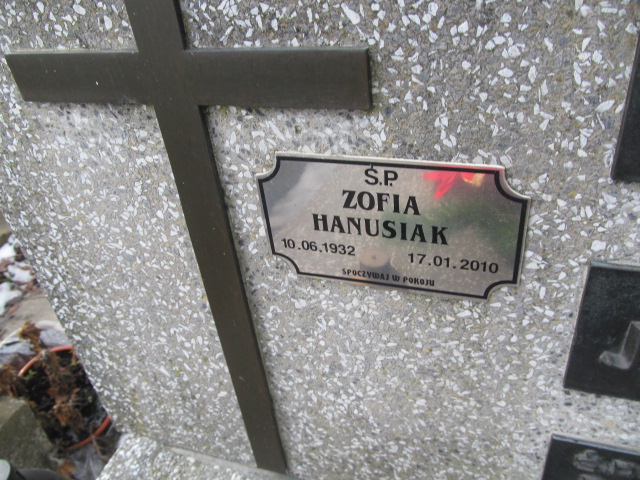 Ś.P.
ZOFIA
HANUSIAK
10.06.1932 17.01.2010
SPOCZYWAJ W POKOJU